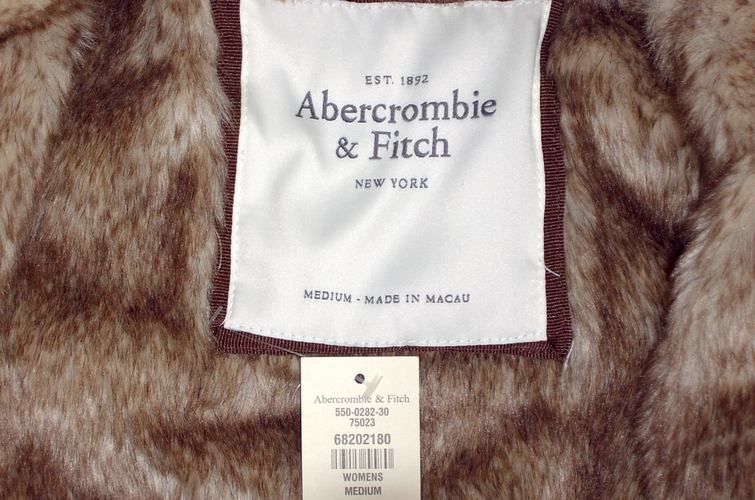 EST. 1892
Abercrombie
& Fitch
NEW YORK
MEDIUM - MADE IN MACAU
Abercrombie & Fitch
550-0282-30
75023
68202180
WOMENS
MEDIUM